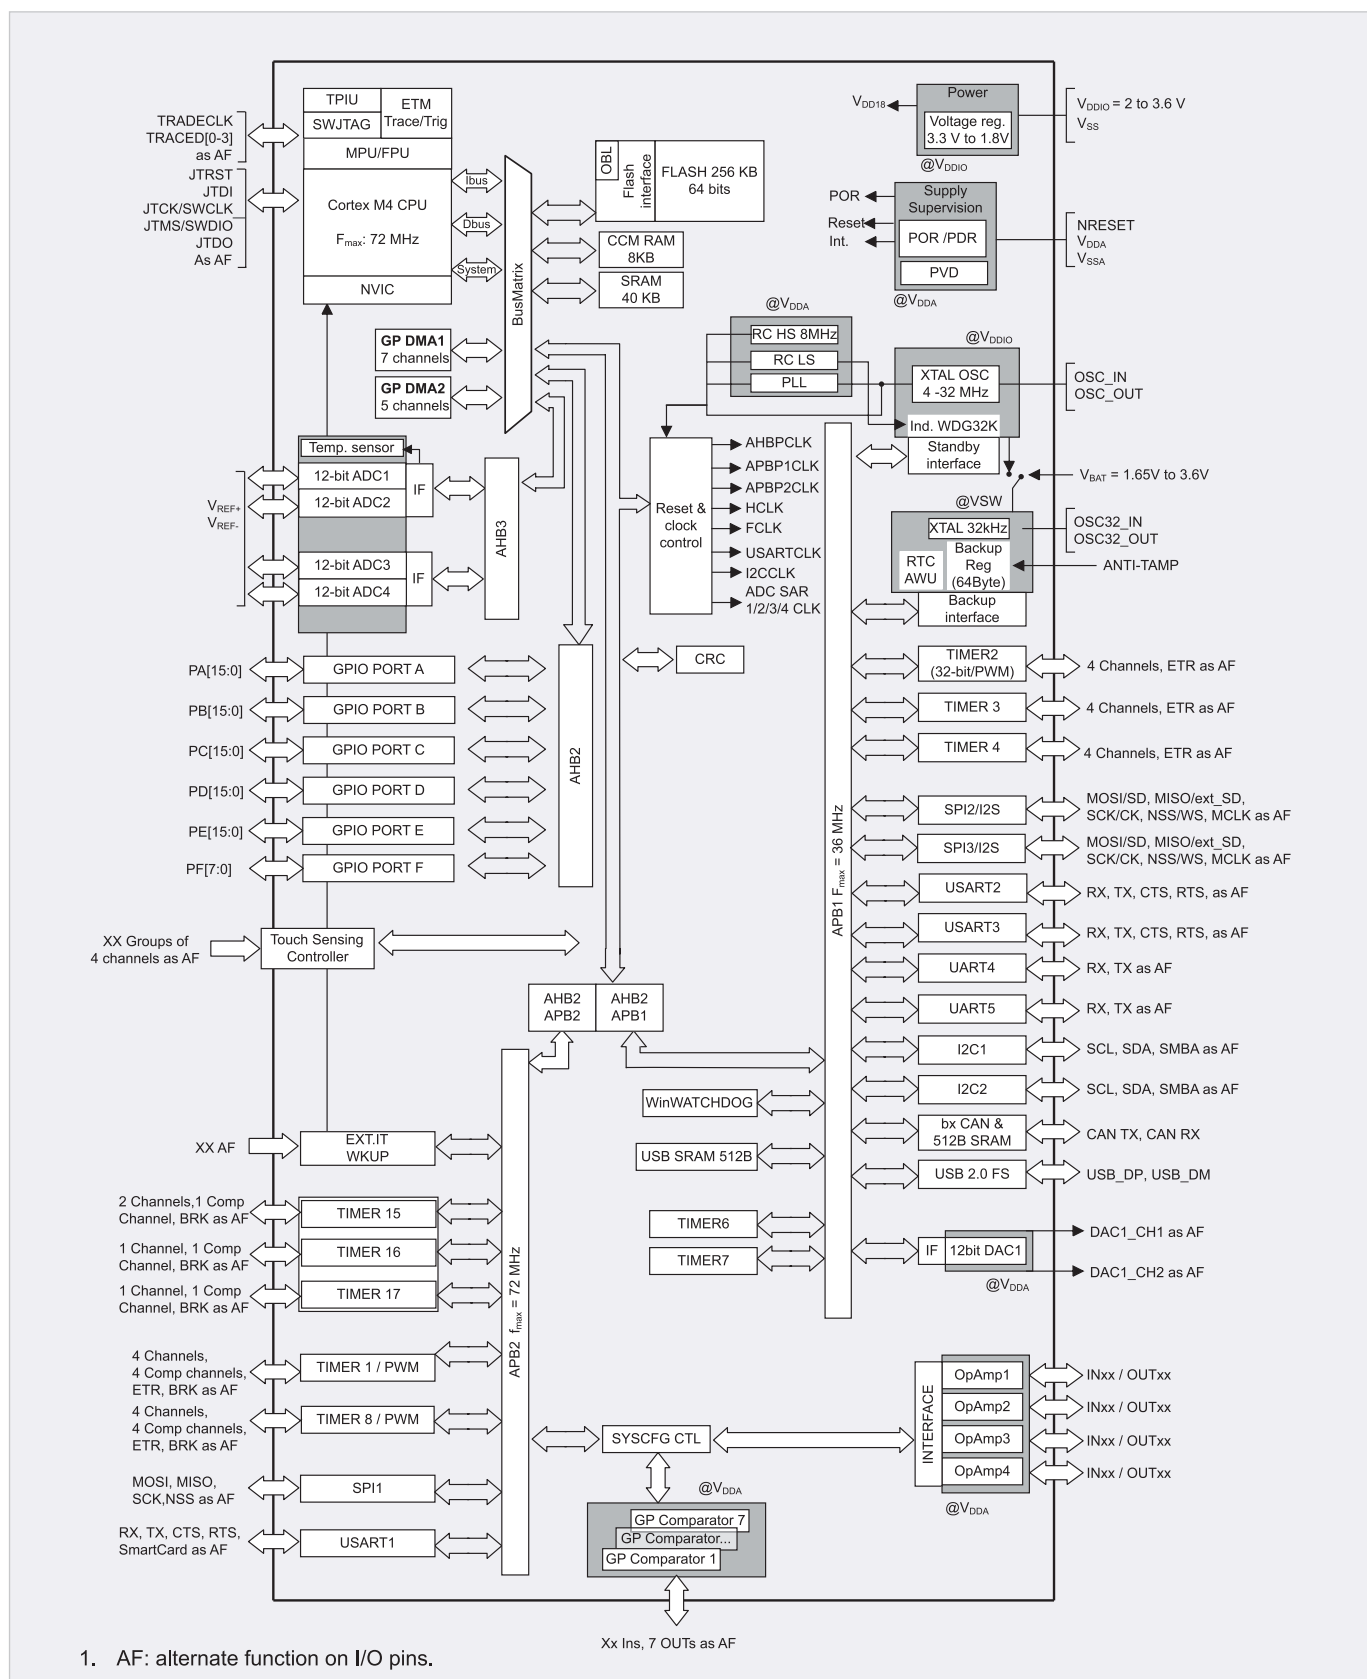 TPIU
SWJTAG
ETM
Trace/Trig
MPU/FPU
Cortex M4 CPU
Fmax: 72 MHz
NVIC
TRADECLK
TRACED[0-3]
as AF
JTRST
JTDI
JTCK/SWCLK
JTMS/SWDIO
JTDO
As AF
Ibus
Dbus
System
BusMatrix
OBL
Flash
interface
FLASH 256 KB
64 bits
CCM RAM
8KB
SRAM
40 KB
GP DMA1
7 channels
GP DMA2
5 channels
VDD18
Power
Voltage reg.
3.3 V to 1.8V
@VDDIO
VDDIO = 2 to 3.6 V
VSS
POR
Reset
Int.
Supply
Supervision
POR /PDR
PVD
@VDDA
NRESET
VDDA
VSSA
@VDDA
RC HS 8MHz
RC LS
PLL
@VDDIO
XTAL OSC
4 -32 MHz
Ind. WDG32K
Standby
interface
OSC_IN
OSC_OUT
VBAT = 1.65V to 3.6V
@VSW
XTAL 32kHz
RTC
AWU
Backup
Reg
(64Byte)
Backup
interface
OSC32_IN
OSC32_OUT
ANTI-TAMP
Reset &
clock
control
AHBPCLK
APBP1CLK
APBP2CLK
HCLK
FCLK
USARTCLK
I2CCLK
ADC SAR
1/2/3/4 CLK
Temp. sensor
12-bit ADC1
12-bit ADC2
IF
12-bit ADC3
12-bit ADC4
IF
VREF+
VREF-
AHB3
CRC
PA[15:0]
GPIO PORT A
PB[15:0]
GPIO PORT B
PC[15:0]
GPIO PORT C
PD[15:0]
GPIO PORT D
PE[15:0]
GPIO PORT E
PF[7:0]
GPIO PORT F
AHB2
XX Groups of
4 channels as AF
Touch Sensing
Controller
AHB2
APB2
AHB2
APB1
APB1 Fmax = 36 MHz
TIMER2
(32-bit/PWM)
4 Channels, ETR as AF
TIMER 3
4 Channels, ETR as AF
TIMER 4
4 Channels, ETR as AF
SPI2/I2S
MOSI/SD, MISO/ext_SD,
SCK/CK, NSS/WS, MCLK as AF
SPI3/I2S
MOSI/SD, MISO/ext_SD,
SCK/CK, NSS/WS, MCLK as AF
USART2
RX, TX, CTS, RTS, as AF
USART3
RX, TX, CTS, RTS, as AF
UART4
RX, TX as AF
UART5
RX, TX as AF
I2C1
SCL, SDA, SMBA as AF
I2C2
SCL, SDA, SMBA as AF
bx CAN &
512B SRAM
CAN TX, CAN RX
USB 2.0 FS
USB_DP, USB_DM
IF
12bit DAC1
@VDDA
DAC1_CH1 as AF
DAC1_CH2 as AF
WinWATCHDOG
USB SRAM 512B
TIMER6
TIMER7
XX AF
EXT.IT
WKUP
2 Channels,1 Comp
Channel, BRK as AF
TIMER 15
1 Channel, 1 Comp
Channel, BRK as AF
TIMER 16
1 Channel, 1 Comp
Channel, BRK as AF
TIMER 17
4 Channels,
4 Comp channels,
ETR, BRK as AF
TIMER 1 / PWM
4 Channels,
4 Comp channels,
ETR, BRK as AF
TIMER 8 / PWM
MOSI, MISO,
SCK,NSS as AF
SPI1
RX, TX, CTS, RTS,
SmartCard as AF
USART1
APB2 fmax = 72 MHz
SYSCFG CTL
@VDDA
GP Comparator 7
GP Comparator...
GP Comparator 1
Xx Ins, 7 OUTs as AF
INTERFACE
OpAmp1
INxx / OUTxx
OpAmp2
INxx / OUTxx
OpAmp3
INxx / OUTxx
OpAmp4
INxx / OUTxx
@VDDA
1. AF: alternate function on I/O pins.